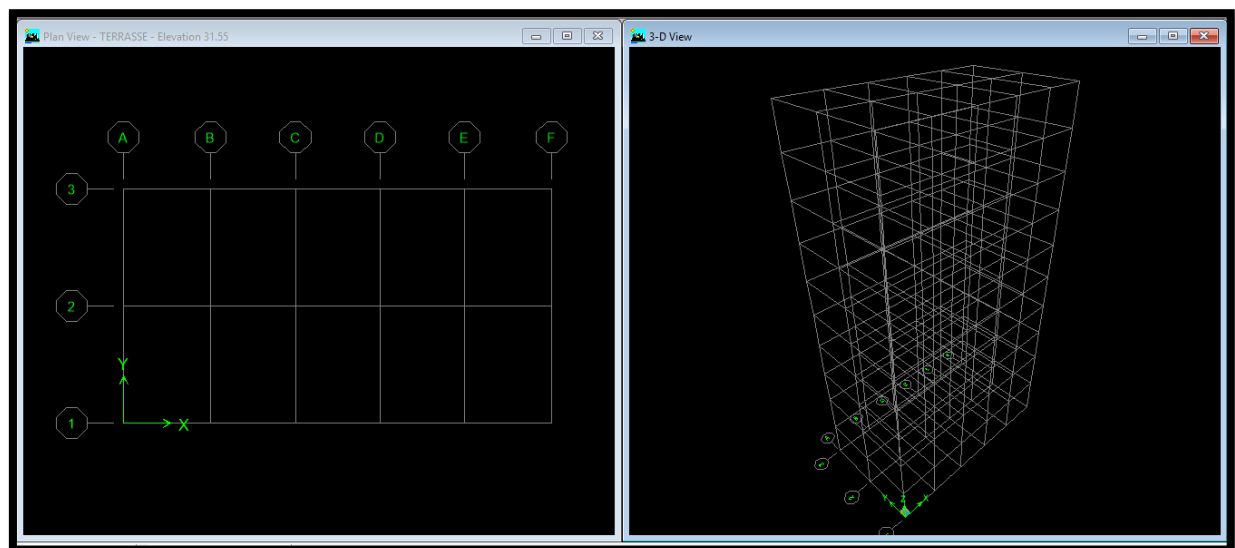 Plan View - TERRASSE - Elevation 31.55
A B C D E F
3
2
Y
1
X
3-D View
Y Z X